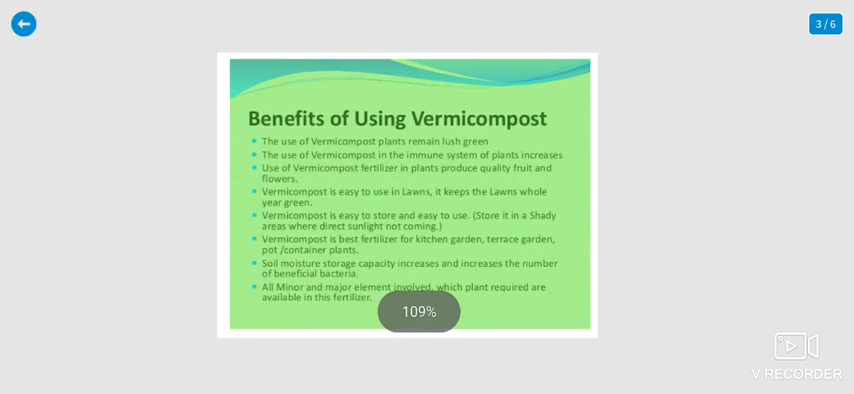 3 / 6
Benefits of Using Vermicompost
The use of Vermicompost plants remain lush green
The use of Vermicompost in the immune system of plants increases
Use of Vermicompost fertilizer in plants produce quality fruit and
flowers.
Vermicompost is easy to use in Lawns, it keeps the Lawns whole
year green.
Vermicompost is easy to store and easy to use. (Store it in a Shady
areas where direct sunlight not coming.)
Vermicompost is best fertilizer for kitchen garden, terrace garden,
pot /container plants.
Soil moisture storage capacity increases and increases the number
of beneficial bacteria.
All Minor and major element involved, which plant required are
available in this fertilizer.
109%
V RECORDER